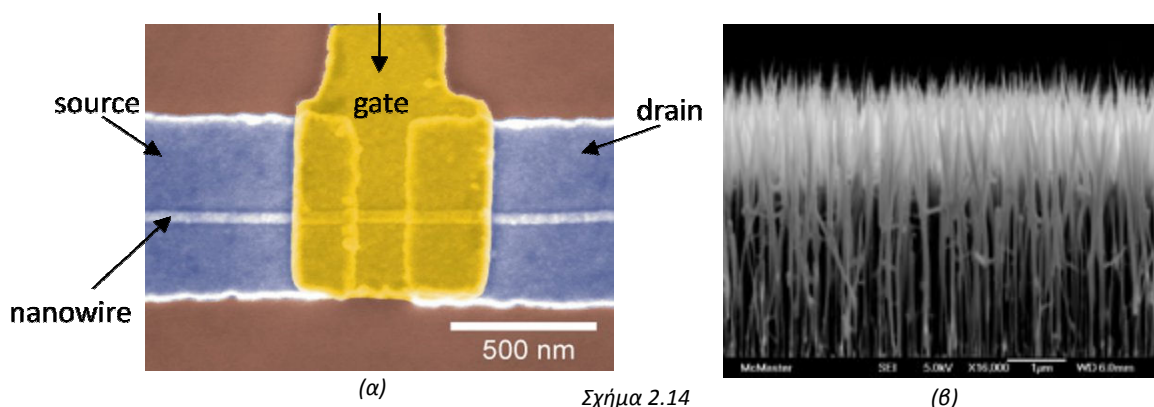 source
gate
drain
nanowire
500 nm
McMaster SEI 5.0kV X16,000 1μm WD 6.0mm
(α)
Σχήμα 2.14
(β)